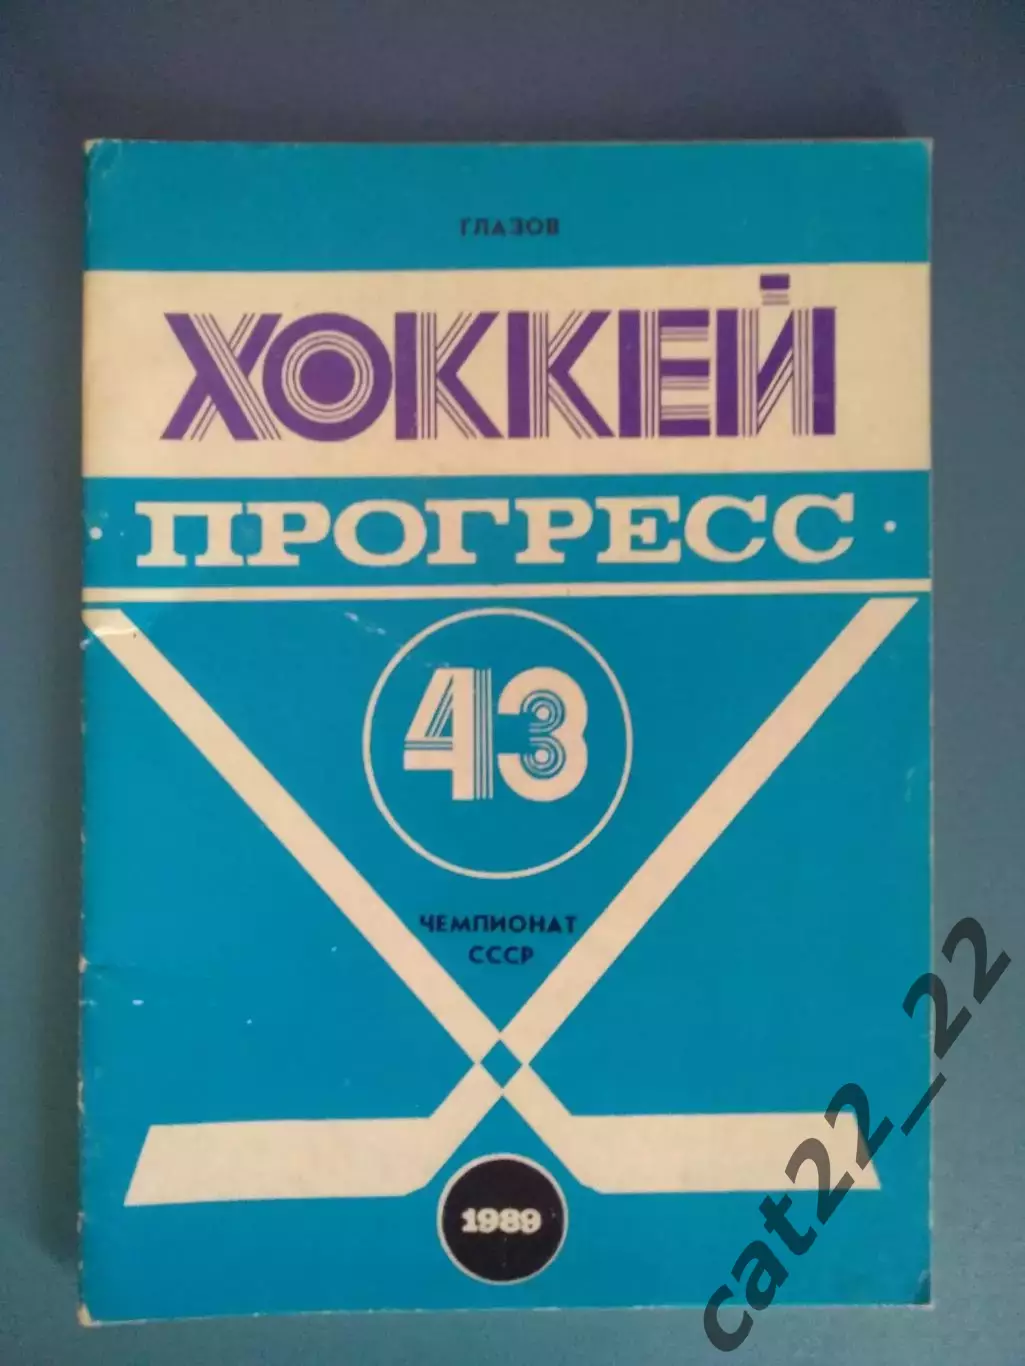 ГЛАЗОВ
ХОККЕЙ
· ПРОГРЕСС ·
43
ЧЕМПИОНАТ
СССР
1989
cat22_22